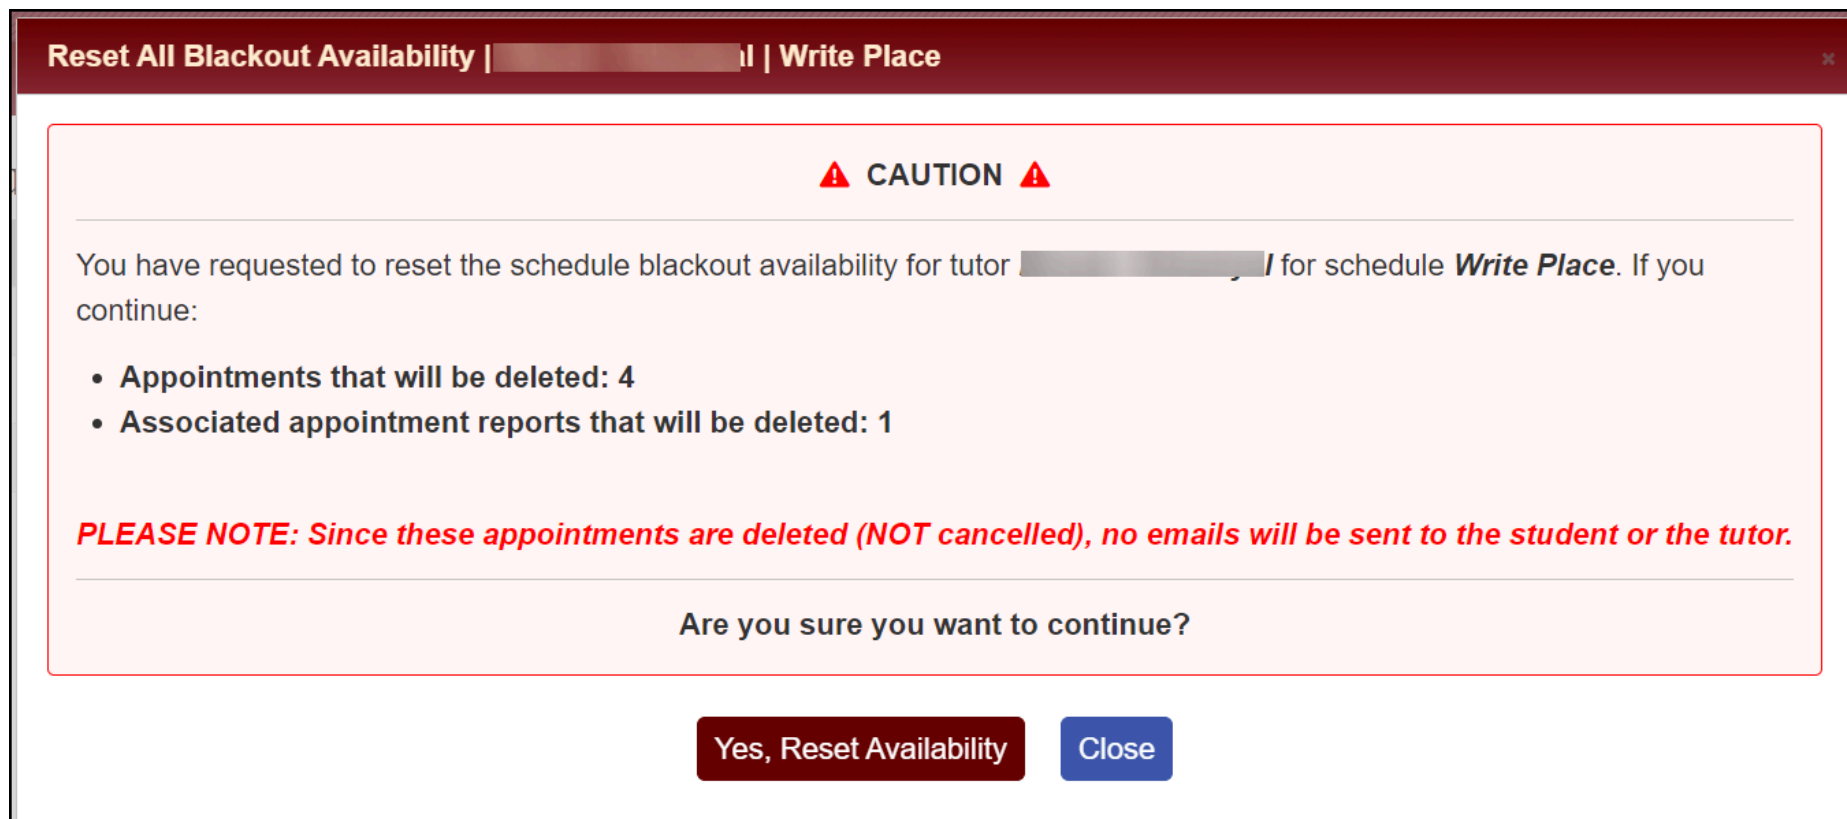 Reset All Blackout Availability | l | Write Place
CAUTION
You have requested to reset the schedule blackout availability for tutor l for schedule Write Place. If you
continue:
• Appointments that will be deleted: 4
• Associated appointment reports that will be deleted: 1
PLEASE NOTE: Since these appointments are deleted (NOT cancelled), no emails will be sent to the student or the tutor.
Are you sure you want to continue?
Yes, Reset Availability Close